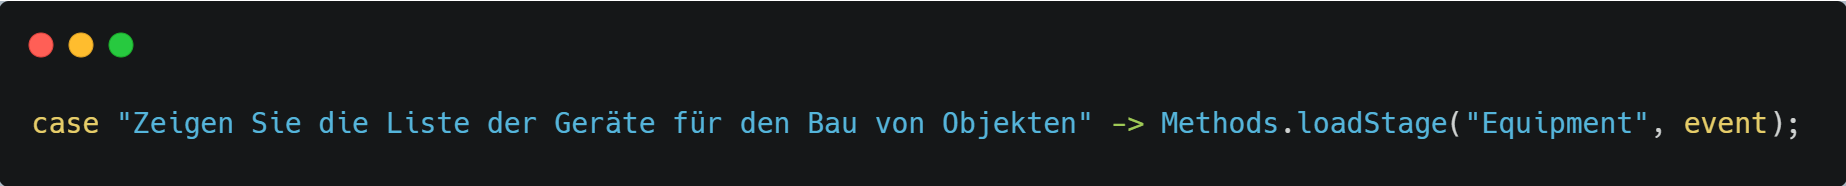 case "Zeigen Sie die Liste der Geräte für den Bau von Objekten" -> Methods.loadStage("Equipment", event);